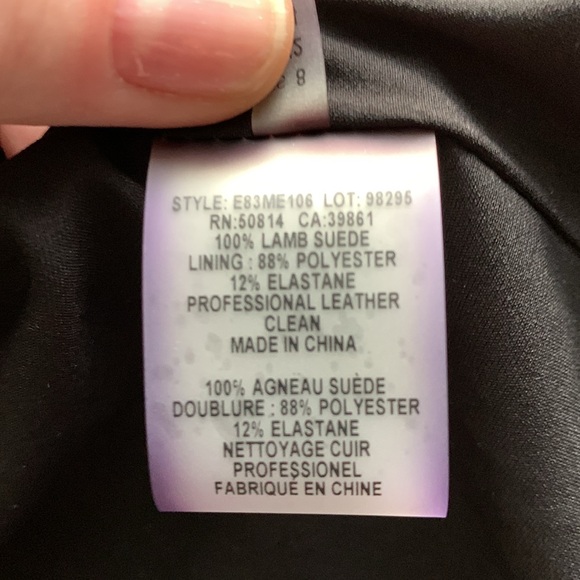 STYLE: E83ME106 LOT: 98295
RN:50814 CA:39861
100% LAMB SUEDE
LINING : 88% POLYESTER
12% ELASTANE
PROFESSIONAL LEATHER
CLEAN
MADE IN CHINA
100% AGNEAU SUÈDE
DOUBLURE : 88% POLYESTER
12% ELASTANE
NETTOYAGE CUIR
PROFESSIONEL
FABRIQUÉ EN CHINE